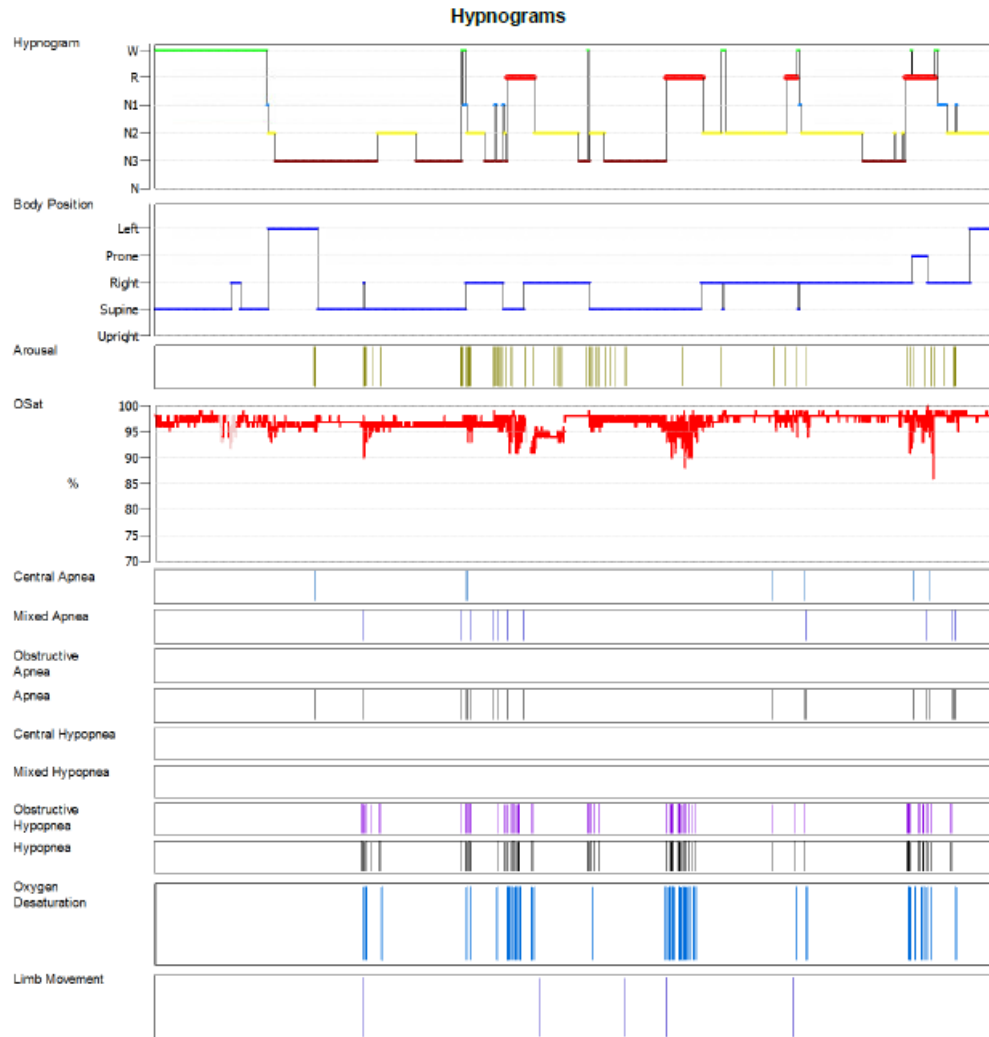 Hypnograms
Hypnogram
W
R
N1
N2
N3
N
Body Position
Left
Prone
Right
Supine
Upright
Arousal
OSat
100
95
90
%
85
80
75
70
Central Apnea
Mixed Apnea
Obstructive
Apnea
Apnea
Central Hypopnea
Mixed Hypopnea
Obstructive
Hypopnea
Hypopnea
Oxygen
Desaturation
Limb Movement